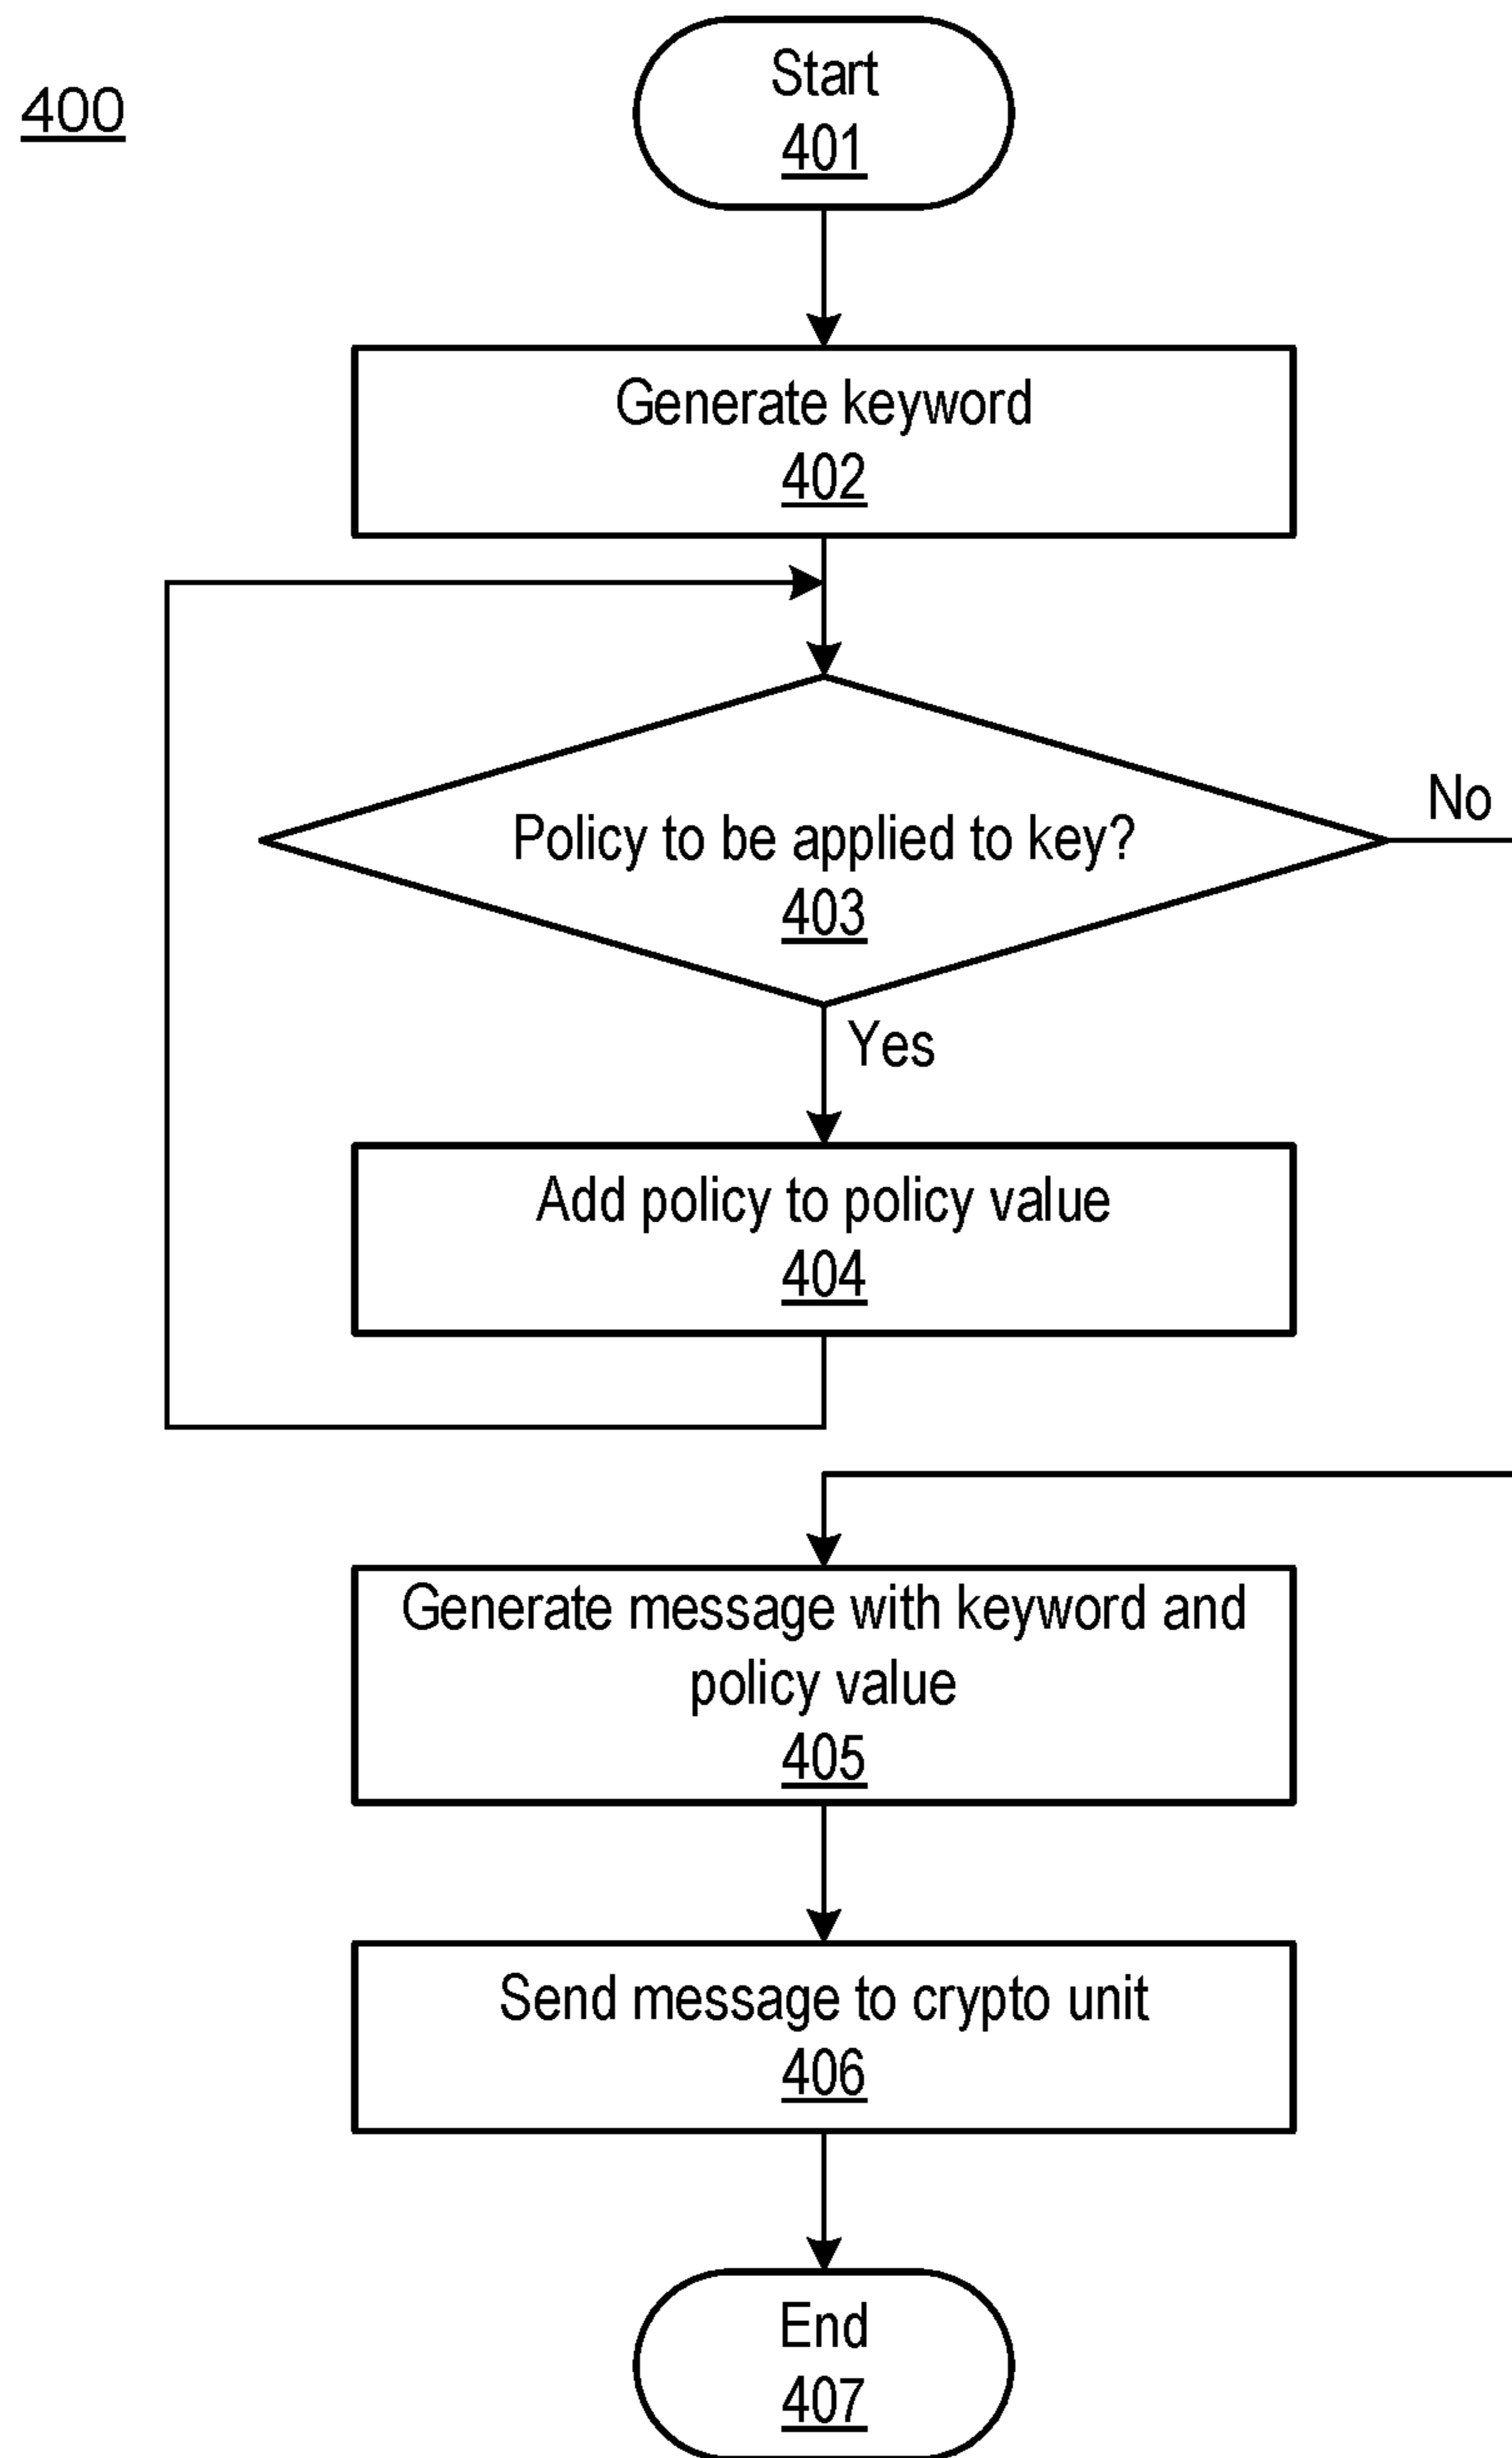 400
Start
401
Generate keyword
402
Policy to be applied to key?
403
No
Yes
Add policy to policy value
404
Generate message with keyword and
policy value
405
Send message to crypto unit
406
End
407